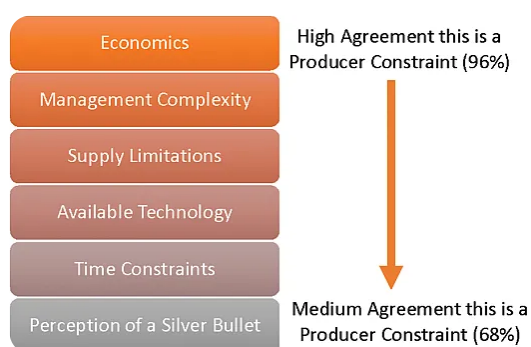 Economics
High Agreement this is a
Producer Constraint (96%)
Management Complexity
Supply Limitations
Available Technology
Time Constraints
Perception of a Silver Bullet
Medium Agreement this is a
Producer Constraint (68%)